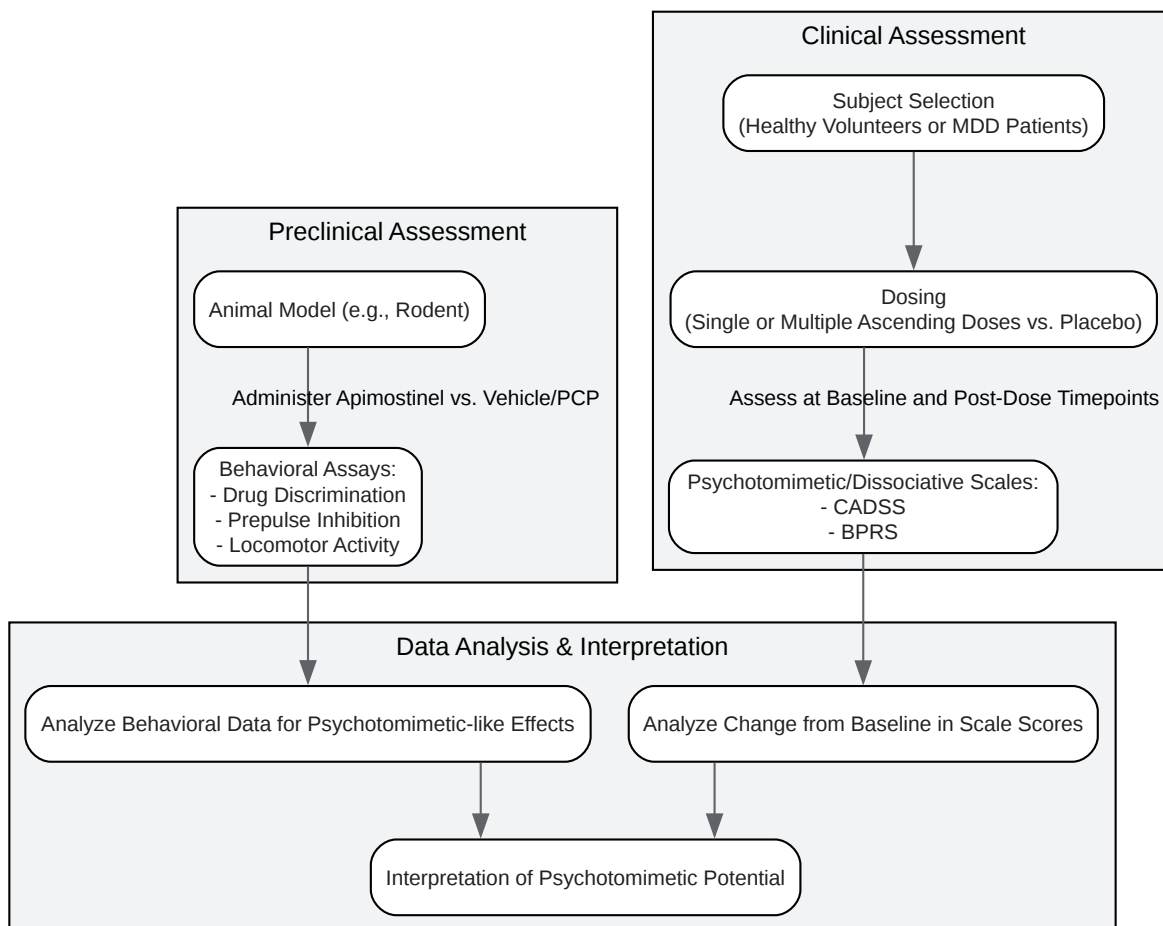 Clinical Assessment
Subject Selection
(Healthy Volunteers or MDD Patients)
Dosing
(Single or Multiple Ascending Doses vs. Placebo)
Assess at Baseline and Post-Dose Timepoints
Psychotomimetic/Dissociative Scales:
- CADSS
- BPRS
Preclinical Assessment
Animal Model (e.g., Rodent)
Administer Apimostinel vs. Vehicle/PCP
Behavioral Assays:
- Drug Discrimination
- Prepulse Inhibition
- Locomotor Activity
Data Analysis & Interpretation
Analyze Behavioral Data for Psychotomimetic-like Effects
Analyze Change from Baseline in Scale Scores
Interpretation of Psychotomimetic Potential